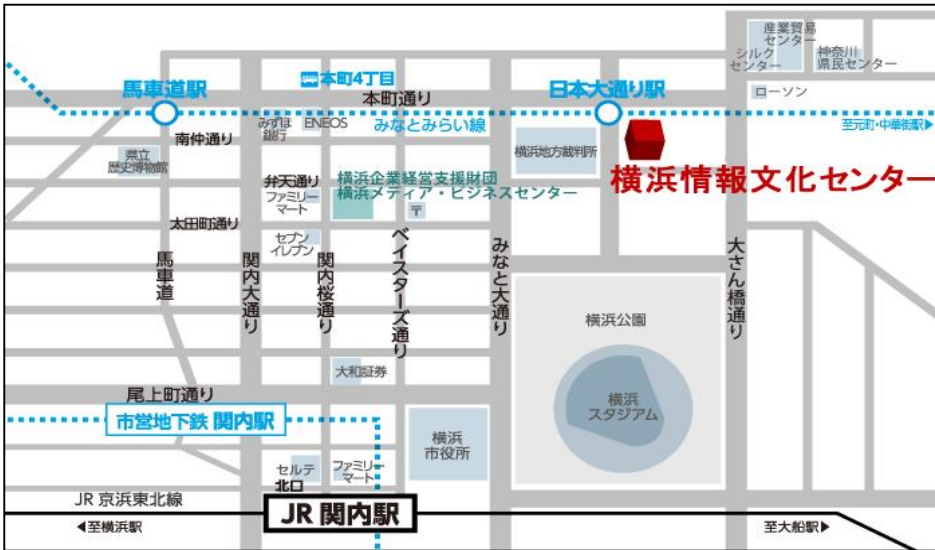 産業貿易
センター
シルク
センター
神奈川
県民センター
馬車道駅
本町4丁目
日本大通り駅
本町通り
ローソン
みずほ
銀行
ENEOS
みなとみらい線
至元町・中華街駅▶
南仲通り
県立
歴史博物館
横浜地方裁判所
横浜情報文化センター
弁天通り
ファミリー
マート
横浜企業経営支援財団
横浜メディア・ビジネスセンター
〒
太田町通り
セブン
イレブン
馬車道
関内大通り
関内桜通り
ベイスターズ通り
みなと大通り
大さん橋通り
横浜公園
大和証券
横浜
スタジアム
尾上町通り
市営地下鉄 関内駅
横浜
市役所
セルテ
北口
ファミリー
マート
JR 京浜東北線
JR 関内駅
◀至横浜駅
至大船駅▶